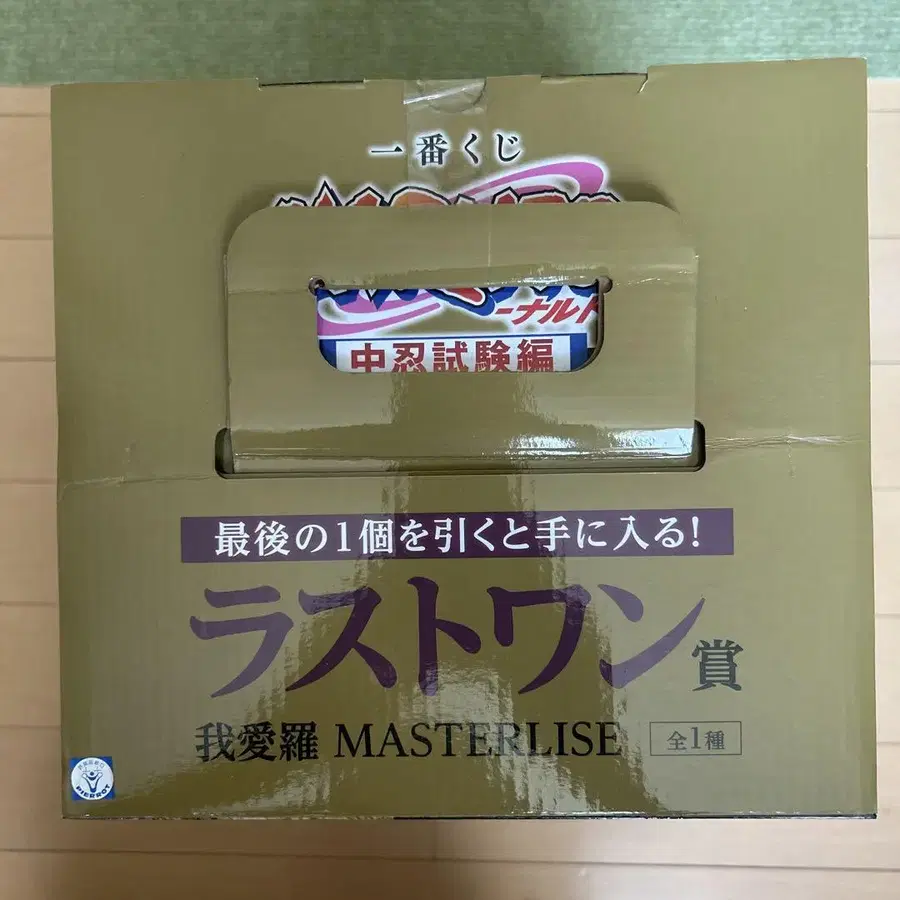 一番くじ
ーナルト
中忍試験編
最後の1個を引くと手に入る!
ラストワン賞
我愛羅 MASTERLISE 全1種
PIERROT